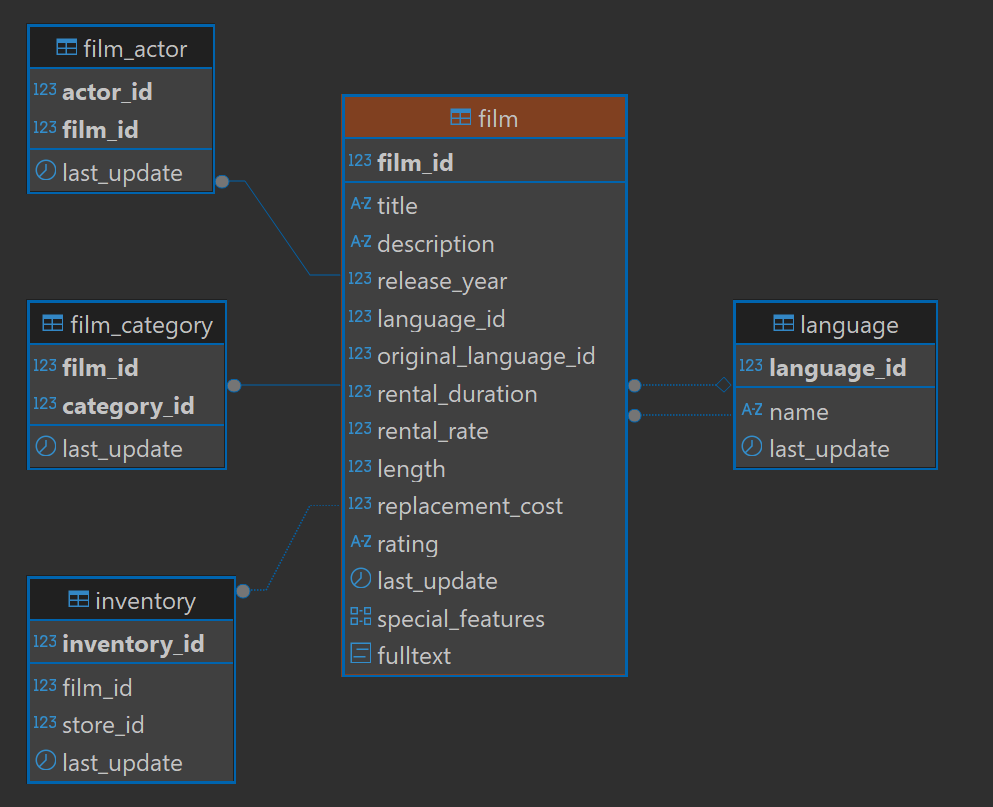 film_actor
123 actor_id
123 film_id
last_update
film_category
123 film_id
123 category_id
last_update
inventory
123 inventory_id
123 film_id
123 store_id
last_update
film
123 film_id
A-Z title
A-Z description
123 release_year
123 language_id
123 original_language_id
123 rental_duration
123 rental_rate
123 length
123 replacement_cost
A-Z rating
last_update
special_features
fulltext
language
123 language_id
A-Z name
last_update